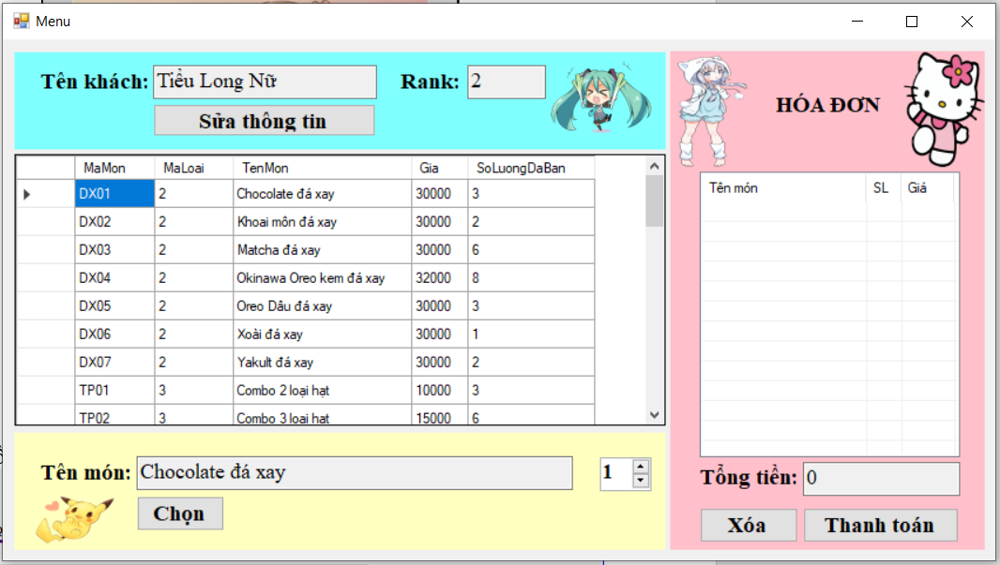 Menu
Tên khách: Tiểu Long Nữ Rank: 2
Sửa thông tin
MaMon MaLoai TenMon Gia SoLuongDaBan
DX01 2 Chocolate đá xay 30000 3
DX02 2 Khoai môn đá xay 30000 2
DX03 2 Matcha đá xay 30000 6
DX04 2 Okinawa Oreo kem đá xay 32000 8
DX05 2 Oreo Dâu đá xay 30000 3
DX06 2 Xoài đá xay 30000 1
DX07 2 Yakult đá xay 30000 2
TP01 3 Combo 2 loại hạt 10000 3
TP02 3 Combo 3 loại hạt 15000 6
Tên món: Chocolate đá xay 1
Chọn
HÓA ĐƠN
Tên món SL Giá
Tổng tiền: 0
Xóa Thanh toán